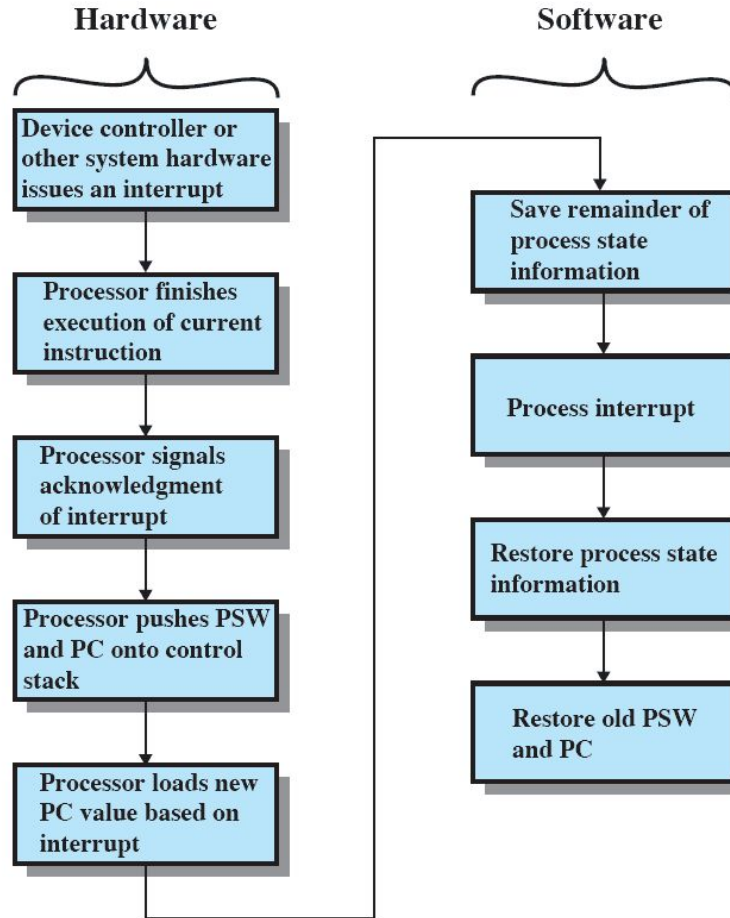 Hardware
Device controller or
other system hardware
issues an interrupt
Processor finishes
execution of current
instruction
Processor signals
acknowledgment
of interrupt
Processor pushes PSW
and PC onto control
stack
Processor loads new
PC value based on
interrupt
Software
Save remainder of
process state
information
Process interrupt
Restore process state
information
Restore old PSW
and PC